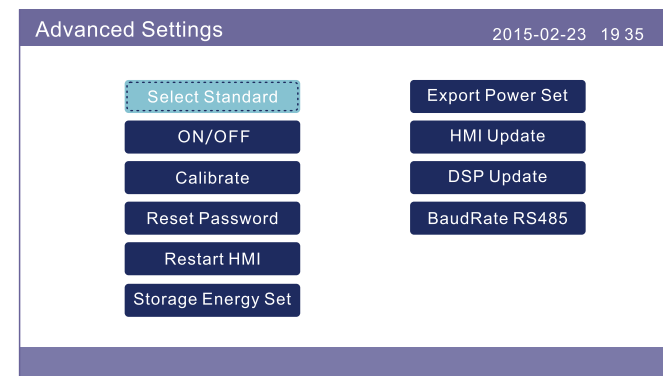 Advanced Settings
2015-02-23 19 35
Select Standard
ON/OFF
Calibrate
Reset Password
Restart HMI
Storage Energy Set
Export Power Set
HMI Update
DSP Update
BaudRate RS485